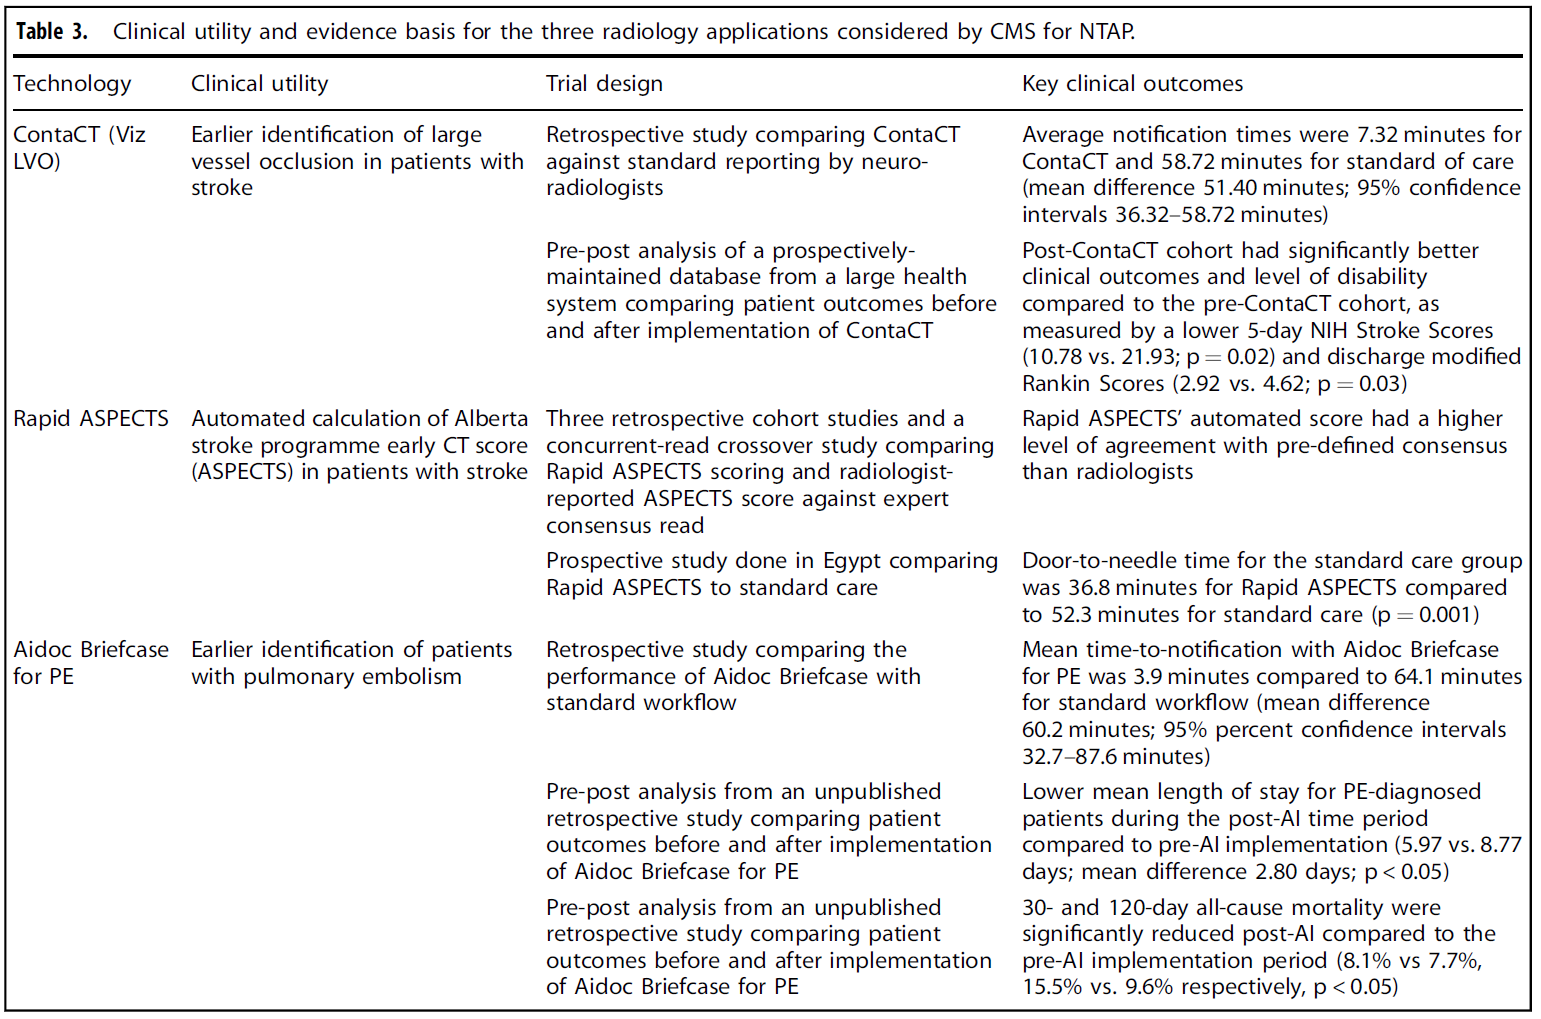 Table 3. Clinical utility and evidence basis for the three radiology applications considered by CMS for NTAP.
Technology Clinical utility Trial design Key clinical outcomes
ContaCT (Viz
LVO)
Earlier identification of large
vessel occlusion in patients with
stroke
Retrospective study comparing ContaCT
against standard reporting by neuro-
radiologists
Average notification times were 7.32 minutes for
ContaCT and 58.72 minutes for standard of care
(mean difference 51.40 minutes; 95% confidence
intervals 36.32–58.72 minutes)
Pre-post analysis of a prospectively-
maintained database from a large health
system comparing patient outcomes before
and after implementation of ContaCT
Post-ContaCT cohort had significantly better
clinical outcomes and level of disability
compared to the pre-ContaCT cohort, as
measured by a lower 5-day NIH Stroke Scores
(10.78 vs. 21.93; p = 0.02) and discharge modified
Rankin Scores (2.92 vs. 4.62; p = 0.03)
Rapid ASPECTS
Automated calculation of Alberta
stroke programme early CT score
(ASPECTS) in patients with stroke
Three retrospective cohort studies and a
concurrent-read crossover study comparing
Rapid ASPECTS scoring and radiologist-
reported ASPECTS score against expert
consensus read
Rapid ASPECTS’ automated score had a higher
level of agreement with pre-defined consensus
than radiologists
Prospective study done in Egypt comparing
Rapid ASPECTS to standard care
Door-to-needle time for the standard care group
was 36.8 minutes for Rapid ASPECTS compared
to 52.3 minutes for standard care (p = 0.001)
Aidoc Briefcase
for PE
Earlier identification of patients
with pulmonary embolism
Retrospective study comparing the
performance of Aidoc Briefcase with
standard workflow
Mean time-to-notification with Aidoc Briefcase
for PE was 3.9 minutes compared to 64.1 minutes
for standard workflow (mean difference
60.2 minutes; 95% percent confidence intervals
32.7–87.6 minutes)
Pre-post analysis from an unpublished
retrospective study comparing patient
outcomes before and after implementation
of Aidoc Briefcase for PE
Lower mean length of stay for PE-diagnosed
patients during the post-AI time period
compared to pre-AI implementation (5.97 vs. 8.77
days; mean difference 2.80 days; p < 0.05)
Pre-post analysis from an unpublished
retrospective study comparing patient
outcomes before and after implementation
of Aidoc Briefcase for PE
30- and 120-day all-cause mortality were
significantly reduced post-AI compared to the
pre-AI implementation period (8.1% vs 7.7%,
15.5% vs. 9.6% respectively, p < 0.05)